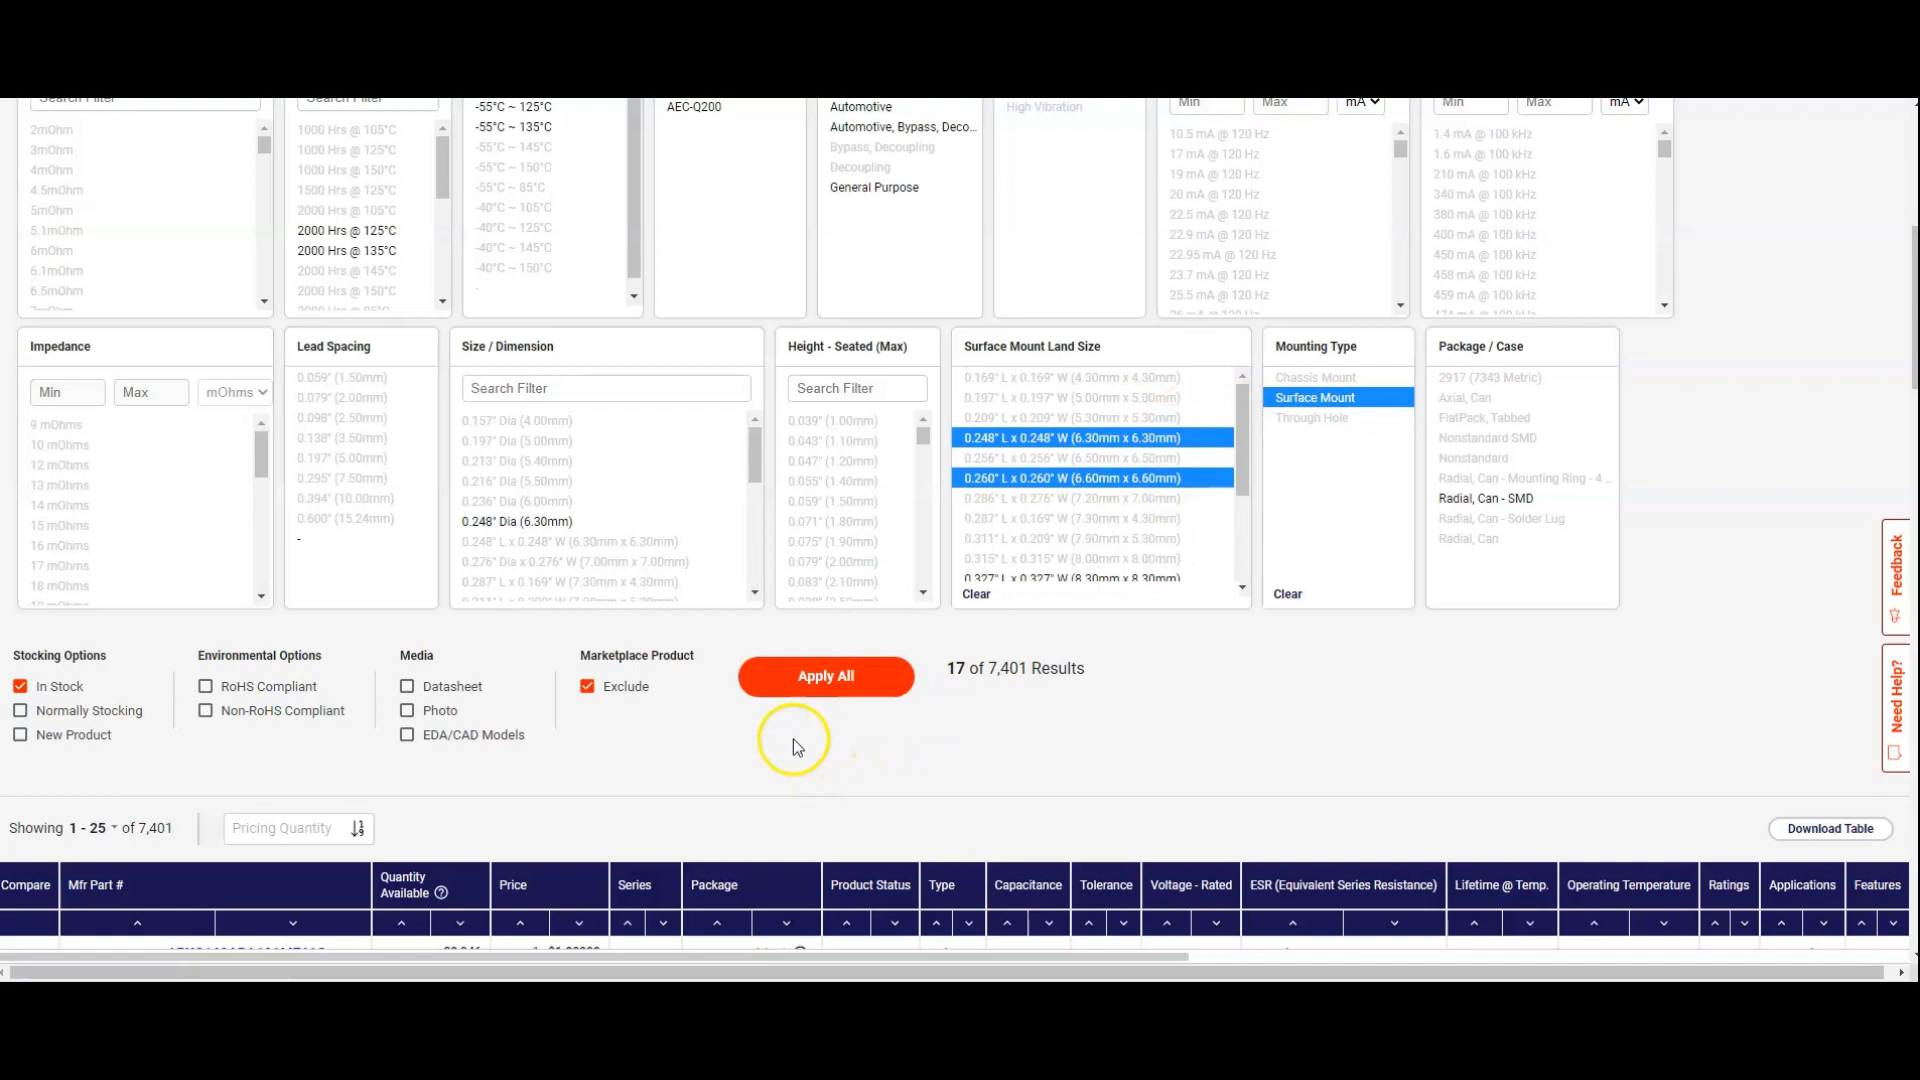 Search Filter
2mOhm
3mOhm
4mOhm
4.5mOhm
5mOhm
5.1mOhm
6mOhm
6.1mOhm
6.5mOhm
Search Filter
1000 Hrs @ 105°C
1000 Hrs @ 125°C
1000 Hrs @ 150°C
1500 Hrs @ 125°C
2000 Hrs @ 105°C
2000 Hrs @ 125°C
2000 Hrs @ 135°C
2000 Hrs @ 145°C
2000 Hrs @ 150°C
-55°C ~ 125°C
-55°C ~ 135°C
-55°C ~ 145°C
-55°C ~ 150°C
-55°C ~ 85°C
-40°C ~ 105°C
-40°C ~ 125°C
-40°C ~ 145°C
-40°C ~ 150°C
-
AEC-Q200
Automotive
Automotive, Bypass, Deco...
Bypass, Decoupling
Decoupling
General Purpose
High Vibration
Min Max mA
10.5 mA @ 120 Hz
17 mA @ 120 Hz
19 mA @ 120 Hz
20 mA @ 120 Hz
22.5 mA @ 120 Hz
22.9 mA @ 120 Hz
22.95 mA @ 120 Hz
23.7 mA @ 120 Hz
25.5 mA @ 120 Hz
Min Max mA
1.4 mA @ 100 kHz
1.6 mA @ 100 kHz
210 mA @ 100 kHz
340 mA @ 100 kHz
380 mA @ 100 kHz
400 mA @ 100 kHz
450 mA @ 100 kHz
458 mA @ 100 kHz
459 mA @ 100 kHz
Impedance
Min Max mOhms
9 mOhms
10 mOhms
12 mOhms
13 mOhms
14 mOhms
15 mOhms
16 mOhms
17 mOhms
18 mOhms
Lead Spacing
0.059" (1.50mm)
0.079" (2.00mm)
0.098" (2.50mm)
0.138" (3.50mm)
0.197" (5.00mm)
0.295" (7.50mm)
0.394" (10.00mm)
0.600" (15.24mm)
-
Size / Dimension
Search Filter
0.157" Dia (4.00mm)
0.197" Dia (5.00mm)
0.213" Dia (5.40mm)
0.216" Dia (5.50mm)
0.236" Dia (6.00mm)
0.248" Dia (6.30mm)
0.248" L x 0.248" W (6.30mm x 6.30mm)
0.276" Dia x 0.276" W (7.00mm x 7.00mm)
0.287" L x 0.169" W (7.30mm x 4.30mm)
Height - Seated (Max)
Search Filter
0.039" (1.00mm)
0.043" (1.10mm)
0.047" (1.20mm)
0.055" (1.40mm)
0.059" (1.50mm)
0.071" (1.80mm)
0.075" (1.90mm)
0.079" (2.00mm)
0.083" (2.10mm)
Surface Mount Land Size
0.169" L x 0.169" W (4.30mm x 4.30mm)
0.197" L x 0.197" W (5.00mm x 5.00mm)
0.209" L x 0.209" W (5.30mm x 5.30mm)
0.248" L x 0.248" W (6.30mm x 6.30mm)
0.256" L x 0.256" W (6.50mm x 6.50mm)
0.260" L x 0.260" W (6.60mm x 6.60mm)
0.286" L x 0.276" W (7.20mm x 7.00mm)
0.287" L x 0.169" W (7.30mm x 4.30mm)
0.311" L x 0.209" W (7.90mm x 5.30mm)
0.315" L x 0.315" W (8.00mm x 8.00mm)
0.327" L x 0.327" W (8.30mm x 8.30mm)
Clear
Mounting Type
Chassis Mount
Surface Mount
Through Hole
Clear
Package / Case
2917 (7343 Metric)
Axial, Can
FlatPack, Tabbed
Nonstandard SMD
Nonstandard
Radial, Can - Mounting Ring - 4 ...
Radial, Can - SMD
Radial, Can - Solder Lug
Radial, Can
Feedback
Need Help?
Stocking Options
In Stock
Normally Stocking
New Product
Environmental Options
RoHS Compliant
Non-RoHS Compliant
Media
Datasheet
Photo
EDA/CAD Models
Marketplace Product
Exclude
Apply All
17 of 7,401 Results
Showing 1 - 25 of 7,401
Pricing Quantity
Download Table
Compare
Mfr Part #
Quantity
Available
Price
Series
Package
Product Status
Type
Capacitance
Tolerance
Voltage - Rated
ESR (Equivalent Series Resistance)
Lifetime @ Temp.
Operating Temperature
Ratings
Applications
Features